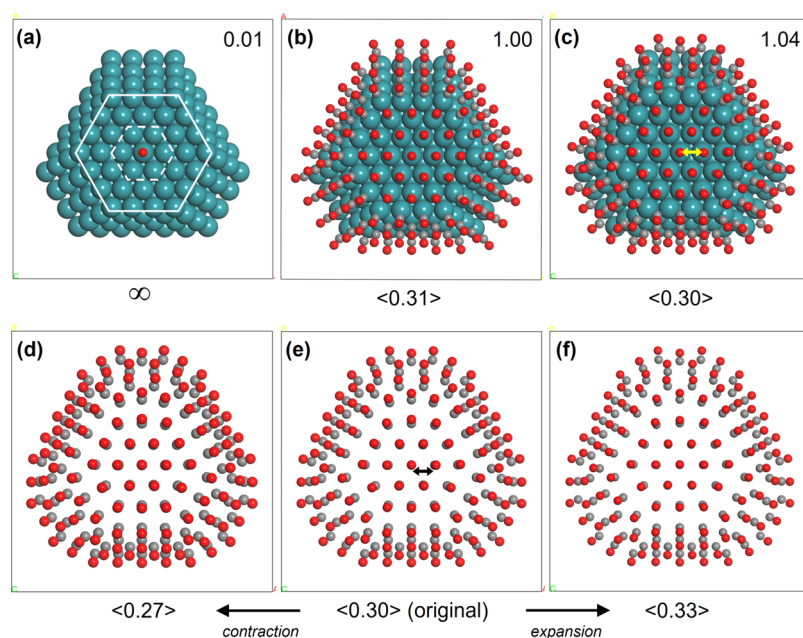 (a) 0.01
(b) 1.00
(c) 1.04
∞
<0.31>
<0.30>
(d)
(e)
(f)
<0.27>
<0.30> (original)
<0.33>
contraction
expansion